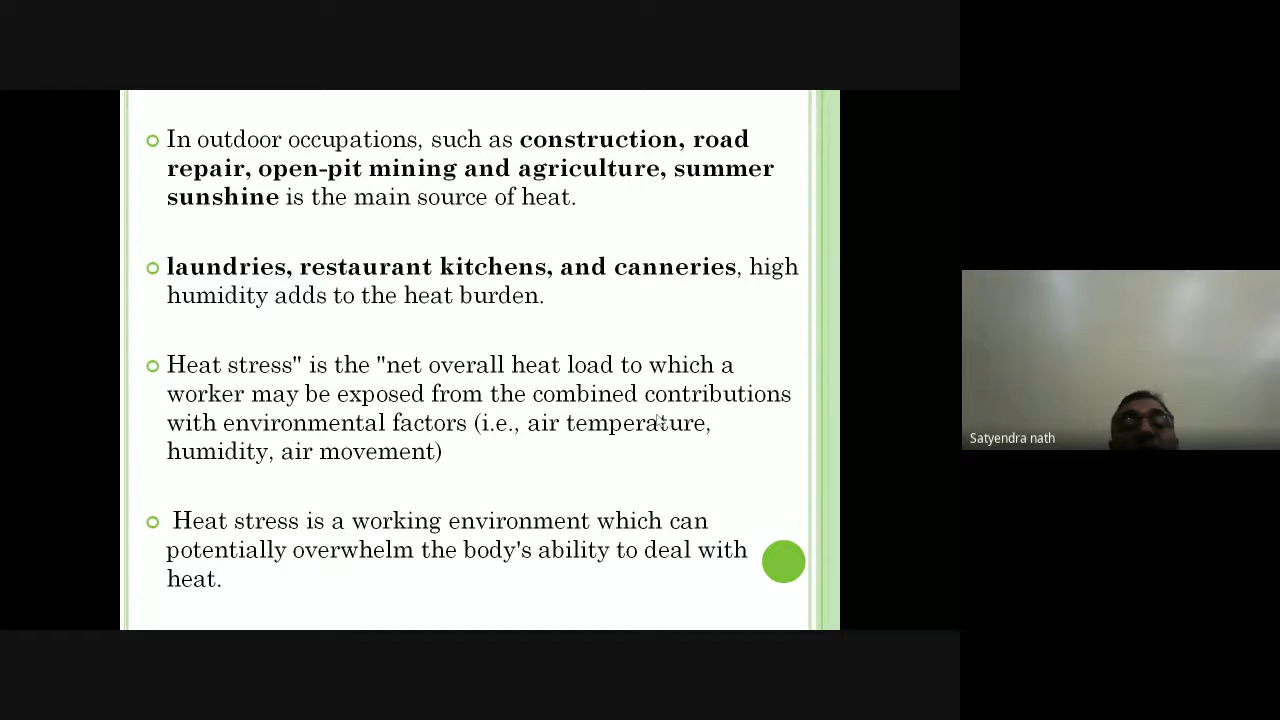 In outdoor occupations, such as construction, road
repair, open-pit mining and agriculture, summer
sunshine is the main source of heat.
laundries, restaurant kitchens, and canneries, high
humidity adds to the heat burden.
Heat stress" is the "net overall heat load to which a
worker may be exposed from the combined contributions
with environmental factors (i.e., air temperature,
humidity, air movement)
Heat stress is a working environment which can
potentially overwhelm the body's ability to deal with
heat.
Satyendra nath